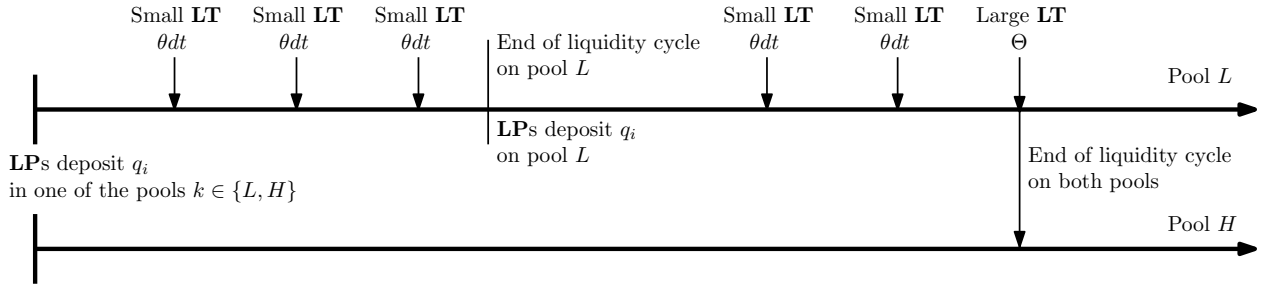 Small LT
θdt
Small LT
θdt
Small LT
θdt
End of liquidity cycle
on pool L
Small LT
θdt
Small LT
θdt
Large LT
Θ
Pool L
LPs deposit qᵢ
in one of the pools k ∈ {L, H}
LPs deposit qᵢ
on pool L
End of liquidity cycle
on both pools
Pool H